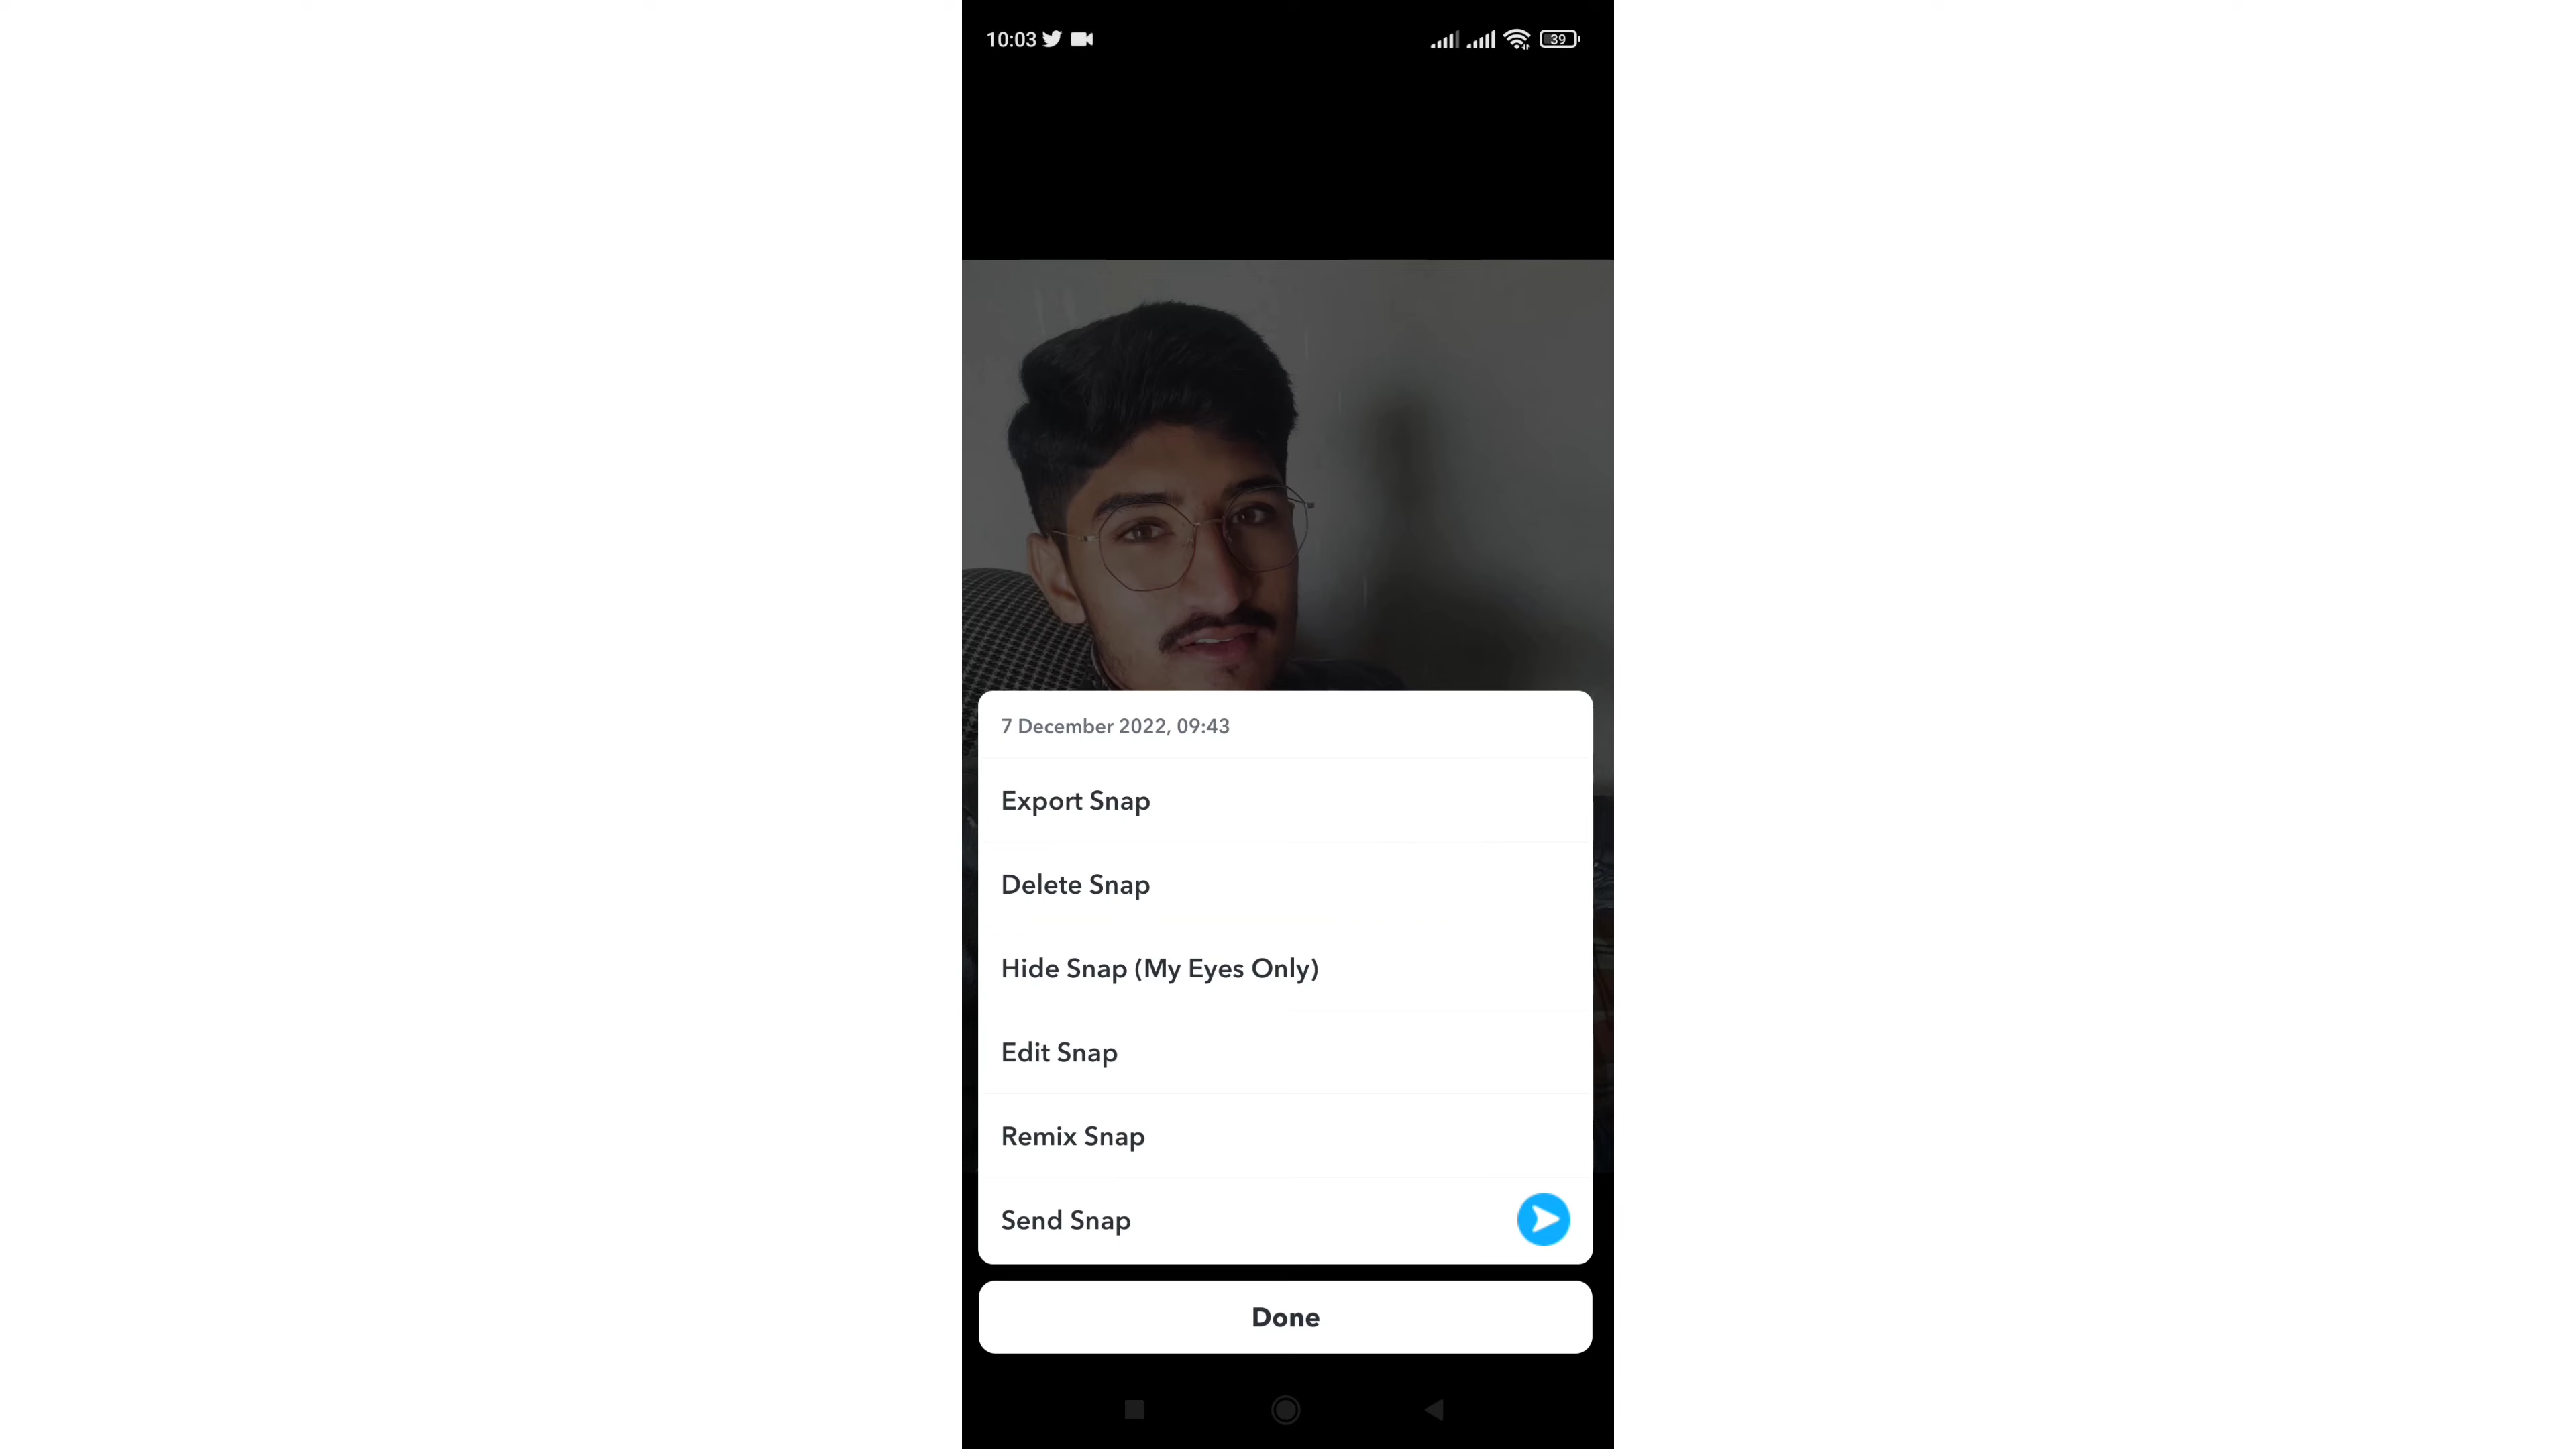 10:03
39
7 December 2022, 09:43
Export Snap
Delete Snap
Hide Snap (My Eyes Only)
Edit Snap
Remix Snap
Send Snap
Done